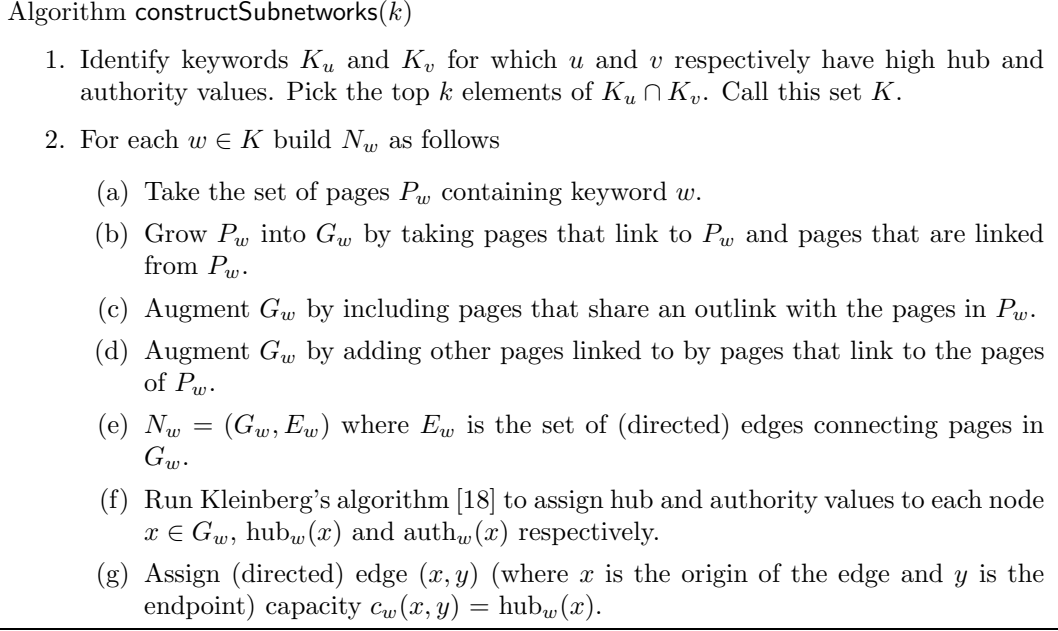 Algorithm constructSubnetworks(k)
1. Identify keywords K_u and K_v for which u and v respectively have high hub and
authority values. Pick the top k elements of K_u ∩ K_v. Call this set K.
2. For each w ∈ K build N_w as follows
(a) Take the set of pages P_w containing keyword w.
(b) Grow P_w into G_w by taking pages that link to P_w and pages that are linked
from P_w.
(c) Augment G_w by including pages that share an outlink with the pages in P_w.
(d) Augment G_w by adding other pages linked to by pages that link to the pages
of P_w.
(e) N_w = (G_w, E_w) where E_w is the set of (directed) edges connecting pages in
G_w.
(f) Run Kleinberg's algorithm [18] to assign hub and authority values to each node
x ∈ G_w, hub_w(x) and auth_w(x) respectively.
(g) Assign (directed) edge (x, y) (where x is the origin of the edge and y is the
endpoint) capacity c_w(x, y) = hub_w(x).